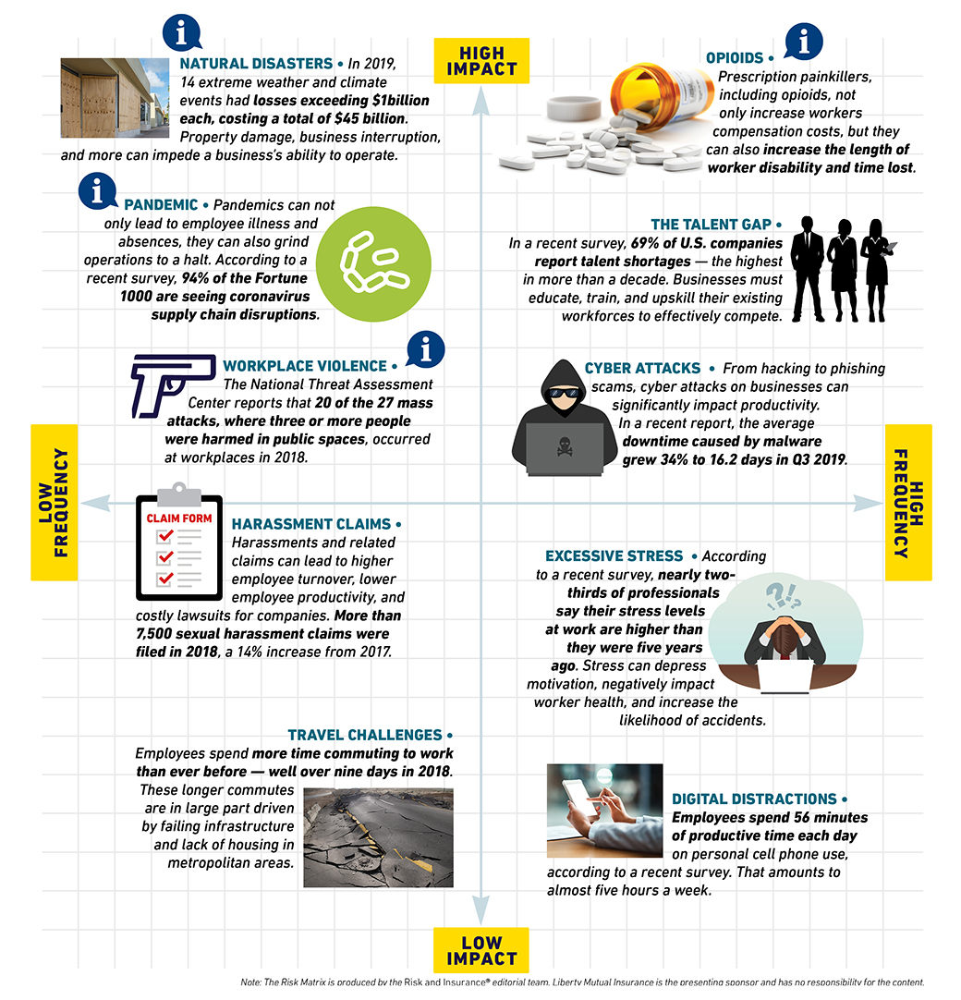 HIGH
IMPACT
NATURAL DISASTERS • In 2019,
14 extreme weather and climate
events had losses exceeding $1billion
each, costing a total of $45 billion.
Property damage, business interruption,
and more can impede a business's ability to operate.
OPIOIDS •
Prescription painkillers,
including opioids, not
only increase workers
compensation costs, but they
can also increase the length of
worker disability and time lost.
PANDEMIC • Pandemics can not
only lead to employee illness and
absences, they can also grind
operations to a halt. According to a
recent survey, 94% of the Fortune
1000 are seeing coronavirus
supply chain disruptions.
THE TALENT GAP •
In a recent survey, 69% of U.S. companies
report talent shortages — the highest
in more than a decade. Businesses must
educate, train, and upskill their existing
workforces to effectively compete.
WORKPLACE VIOLENCE •
The National Threat Assessment
Center reports that 20 of the 27 mass
attacks, where three or more people
were harmed in public spaces, occurred
at workplaces in 2018.
CYBER ATTACKS • From hacking to phishing
scams, cyber attacks on businesses can
significantly impact productivity.
In a recent report, the average
downtime caused by malware
grew 34% to 16.2 days in Q3 2019.
LOW
FREQUENCY
HIGH
FREQUENCY
CLAIM FORM
HARASSMENT CLAIMS •
Harassments and related
claims can lead to higher
employee turnover, lower
employee productivity, and
costly lawsuits for companies. More than
7,500 sexual harassment claims were
filed in 2018, a 14% increase from 2017.
EXCESSIVE STRESS • According
to a recent survey, nearly two-
thirds of professionals
say their stress levels
at work are higher than
they were five years
ago. Stress can depress
motivation, negatively impact
worker health, and increase the
likelihood of accidents.
?!?!
TRAVEL CHALLENGES •
Employees spend more time commuting to work
than ever before — well over nine days in 2018.
These longer commutes
are in large part driven
by failing infrastructure
and lack of housing in
metropolitan areas.
DIGITAL DISTRACTIONS •
Employees spend 56 minutes
of productive time each day
on personal cell phone use,
according to a recent survey. That amounts to
almost five hours a week.
LOW
IMPACT
Note: The Risk Matrix is produced by the Risk and Insurance® editorial team. Liberty Mutual Insurance is the presenting sponsor and has no responsibility for the content.